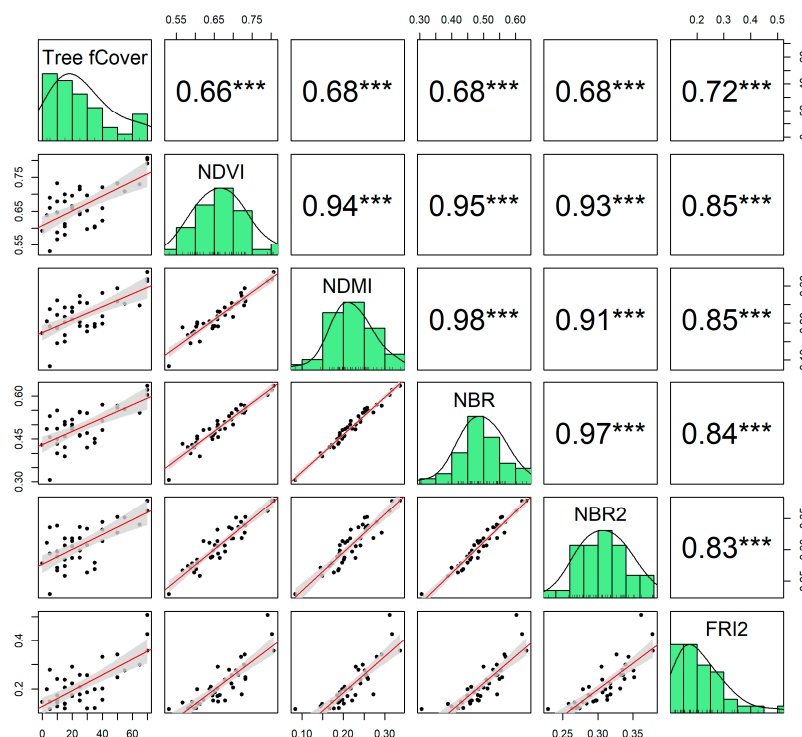 0.55 0.65 0.75 0.30 0.40 0.50 0.60 0.2 0.3 0.4 0.5
Tree fCover 0.66*** 0.68*** 0.68*** 0.68*** 0.72***
0.55 0.65 0.75 NDVI 0.94*** 0.95*** 0.93*** 0.85***
NDMI 0.98*** 0.91*** 0.85***
0.30 0.45 0.60 NBR 0.97*** 0.84***
NBR2 0.83***
0.2 0.4 FRI2
0 20 40 60 0.10 0.20 0.30 0.25 0.30 0.35